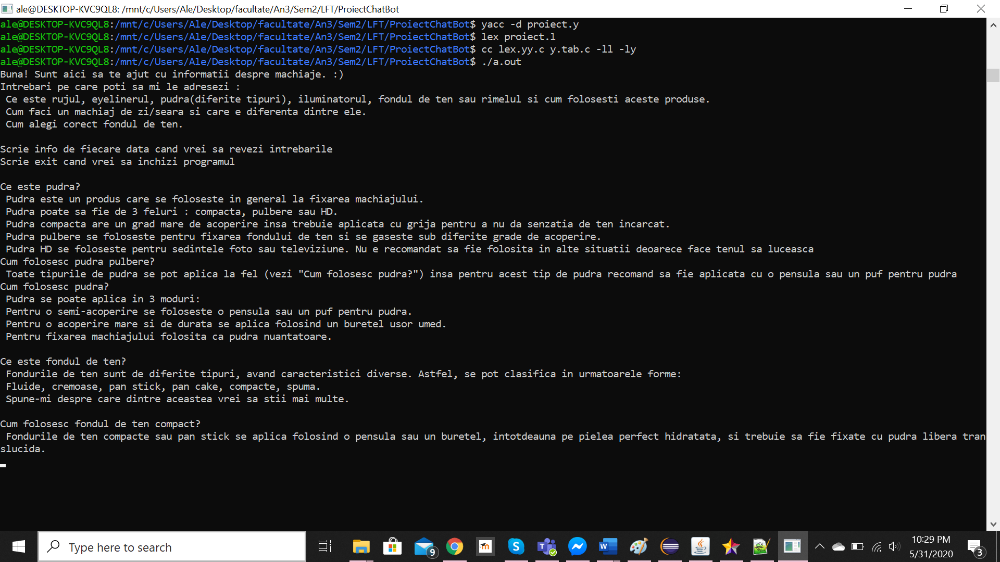 ale@DESKTOP-KVC9QL8: /mnt/c/Users/Ale/Desktop/facultate/An3/Sem2/LFT/ProiectChatBot
ale@DESKTOP-KVC9QL8:/mnt/c/Users/Ale/Desktop/facultate/An3/Sem2/LFT/ProiectChatBot$ yacc -d proiect.y
ale@DESKTOP-KVC9QL8:/mnt/c/Users/Ale/Desktop/facultate/An3/Sem2/LFT/ProiectChatBot$ lex proiect.l
ale@DESKTOP-KVC9QL8:/mnt/c/Users/Ale/Desktop/facultate/An3/Sem2/LFT/ProiectChatBot$ cc lex.yy.c y.tab.c -ll -ly
ale@DESKTOP-KVC9QL8:/mnt/c/Users/Ale/Desktop/facultate/An3/Sem2/LFT/ProiectChatBot$ ./a.out
Buna! Sunt aici sa te ajut cu informatii despre machiaje. :)
Intrebari pe care poti sa mi le adresezi :
 Ce este rujul, eyelinerul, pudra(diferite tipuri), iluminatorul, fondul de ten sau rimelul si cum folosesti aceste produse.
 Cum faci un machiaj de zi/seara si care e diferenta dintre ele.
 Cum alegi corect fondul de ten.
Scrie info de fiecare data cand vrei sa revezi intrebarile
Scrie exit cand vrei sa inchizi programul
Ce este pudra?
 Pudra este un produs care se foloseste in general la fixarea machiajului.
 Pudra poate sa fie de 3 feluri : compacta, pulbere sau HD.
 Pudra compacta are un grad mare de acoperire insa trebuie aplicata cu grija pentru a nu da senzatia de ten incarcat.
 Pudra pulbere se foloseste pentru fixarea fondului de ten si se gaseste sub diferite grade de acoperire.
 Pudra HD se foloseste pentru sedintele foto sau televiziune. Nu e recomandat sa fie folosita in alte situatii deoarece face tenul sa luceasca
Cum folosesc pudra pulbere?
 Toate tipurile de pudra se pot aplica la fel (vezi "Cum folosesc pudra?") insa pentru acest tip de pudra recomand sa fie aplicata cu o pensula sau un puf pentru pudra
Cum folosesc pudra?
 Pudra se poate aplica in 3 moduri:
 Pentru o semi-acoperire se foloseste o pensula sau un puf pentru pudra.
 Pentru o acoperire mare si de durata se aplica folosind un buretel usor umed.
 Pentru fixarea machiajului folosita ca pudra nuantatoare.
Ce este fondul de ten?
 Fondurile de ten sunt de diferite tipuri, avand caracteristici diverse. Astfel, se pot clasifica in urmatoarele forme:
 Fluide, cremoase, pan stick, pan cake, compacte, spuma.
 Spune-mi despre care dintre aceastea vrei sa stii mai multe.
Cum folosesc fondul de ten compact?
 Fondurile de ten compacte sau pan stick se aplica folosind o pensula sau un buretel, intotdeauna pe pielea perfect hidratata, si trebuie sa fie fixate cu pudra libera tran
slucida.
Type here to search
9
m
S
T
W
10:29 PM
5/31/2020
3